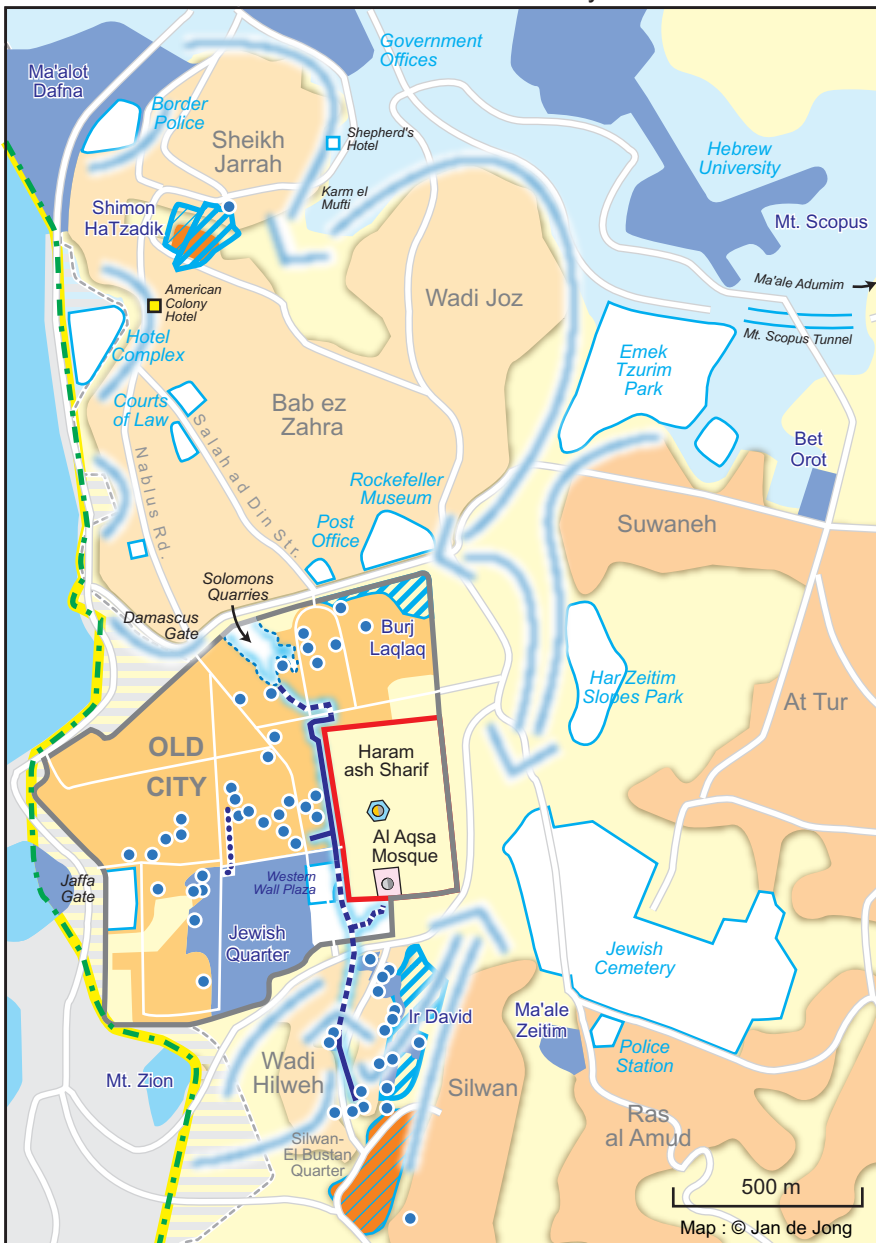 Government
Offices
Ma'alot
Dafna
Border
Police
Sheikh
Jarrah
Shepherd's
Hotel
Hebrew
University
Karm el
Mufti
Shimon
HaTzadik
Mt. Scopus
American
Colony
Hotel
Wadi Joz
Ma'ale Adumim
Mt. Scopus Tunnel
Hotel
Complex
Emek
Tzurim
Park
Courts
of Law
Bab ez
Zahra
Salah ad Din Str.
Nablus Rd.
Bet
Orot
Rockefeller
Museum
Post
Office
Suwaneh
Solomons
Quarries
Damascus
Gate
Burj
Laqlaq
Har Zeitim
Slopes Park
At Tur
OLD
CITY
Haram
ash Sharif
Al Aqsa
Mosque
Jaffa
Gate
Western
Wall Plaza
Jewish
Quarter
Jewish
Cemetery
Ir David
Ma'ale
Zeitim
Police
Station
Mt. Zion
Wadi
Hilweh
Silwan
Ras
al Amud
Silwan-
El Bustan
Quarter
500 m
Map : © Jan de Jong